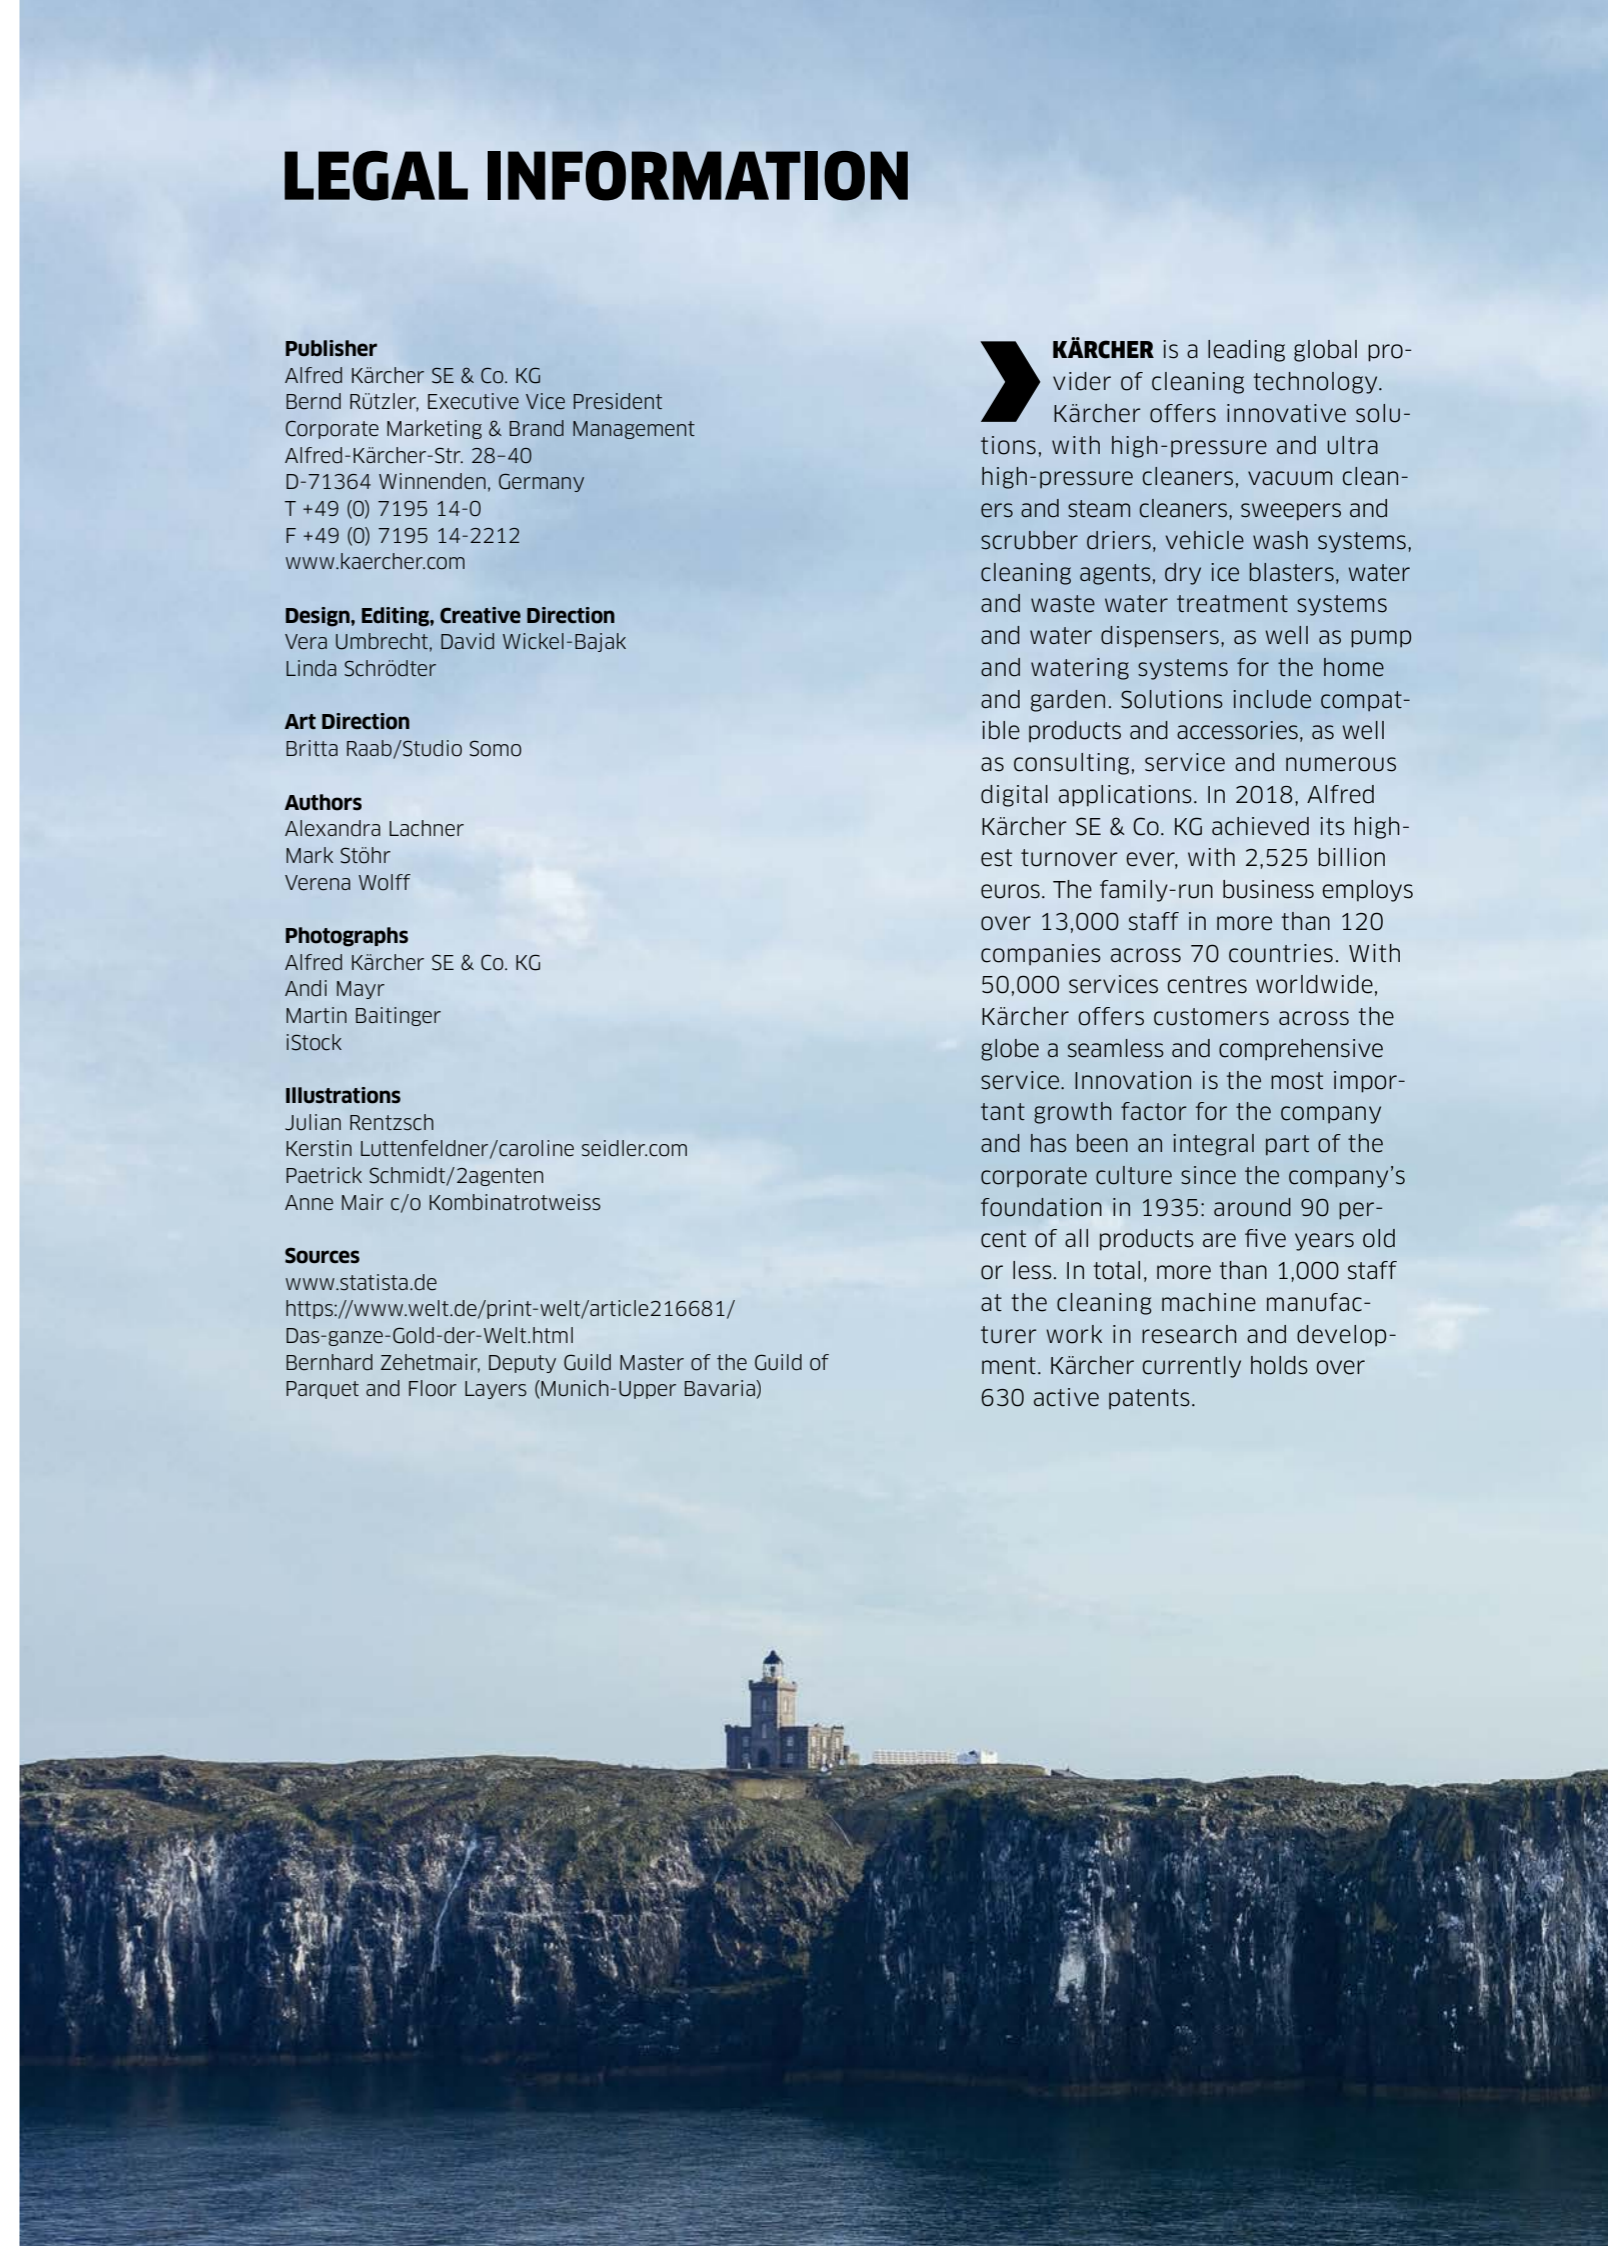 LEGAL INFORMATION
Publisher
Alfred Kärcher SE & Co. KG
Bernd Rützler, Executive Vice President
Corporate Marketing & Brand Management
Alfred-Kärcher-Str. 28–40
D-71364 Winnenden, Germany
T +49 (0) 7195 14-0
F +49 (0) 7195 14-2212
www.kaercher.com
Design, Editing, Creative Direction
Vera Umbrecht, David Wickel-Bajak
Linda Schrödter
Art Direction
Britta Raab/Studio Somo
Authors
Alexandra Lachner
Mark Stöhr
Verena Wolff
Photographs
Alfred Kärcher SE & Co. KG
Andi Mayr
Martin Baitinger
iStock
Illustrations
Julian Rentzsch
Kerstin Luttenfeldner/caroline seidler.com
Paetrick Schmidt/2agenten
Anne Mair c/o Kombinatrotweiss
Sources
www.statista.de
https://www.welt.de/print-welt/article216681/
Das-ganze-Gold-der-Welt.html
Bernhard Zehetmair, Deputy Guild Master of the Guild of
Parquet and Floor Layers (Munich-Upper Bavaria)
KÄRCHER is a leading global pro-
vider of cleaning technology.
Kärcher offers innovative solu-
tions, with high-pressure and ultra
high-pressure cleaners, vacuum clean-
ers and steam cleaners, sweepers and
scrubber driers, vehicle wash systems,
cleaning agents, dry ice blasters, water
and waste water treatment systems
and water dispensers, as well as pump
and watering systems for the home
and garden. Solutions include compat-
ible products and accessories, as well
as consulting, service and numerous
digital applications. In 2018, Alfred
Kärcher SE & Co. KG achieved its high-
est turnover ever, with 2,525 billion
euros. The family-run business employs
over 13,000 staff in more than 120
companies across 70 countries. With
50,000 services centres worldwide,
Kärcher offers customers across the
globe a seamless and comprehensive
service. Innovation is the most impor-
tant growth factor for the company
and has been an integral part of the
corporate culture since the company’s
foundation in 1935: around 90 per-
cent of all products are five years old
or less. In total, more than 1,000 staff
at the cleaning machine manufac-
turer work in research and develop-
ment. Kärcher currently holds over
630 active patents.